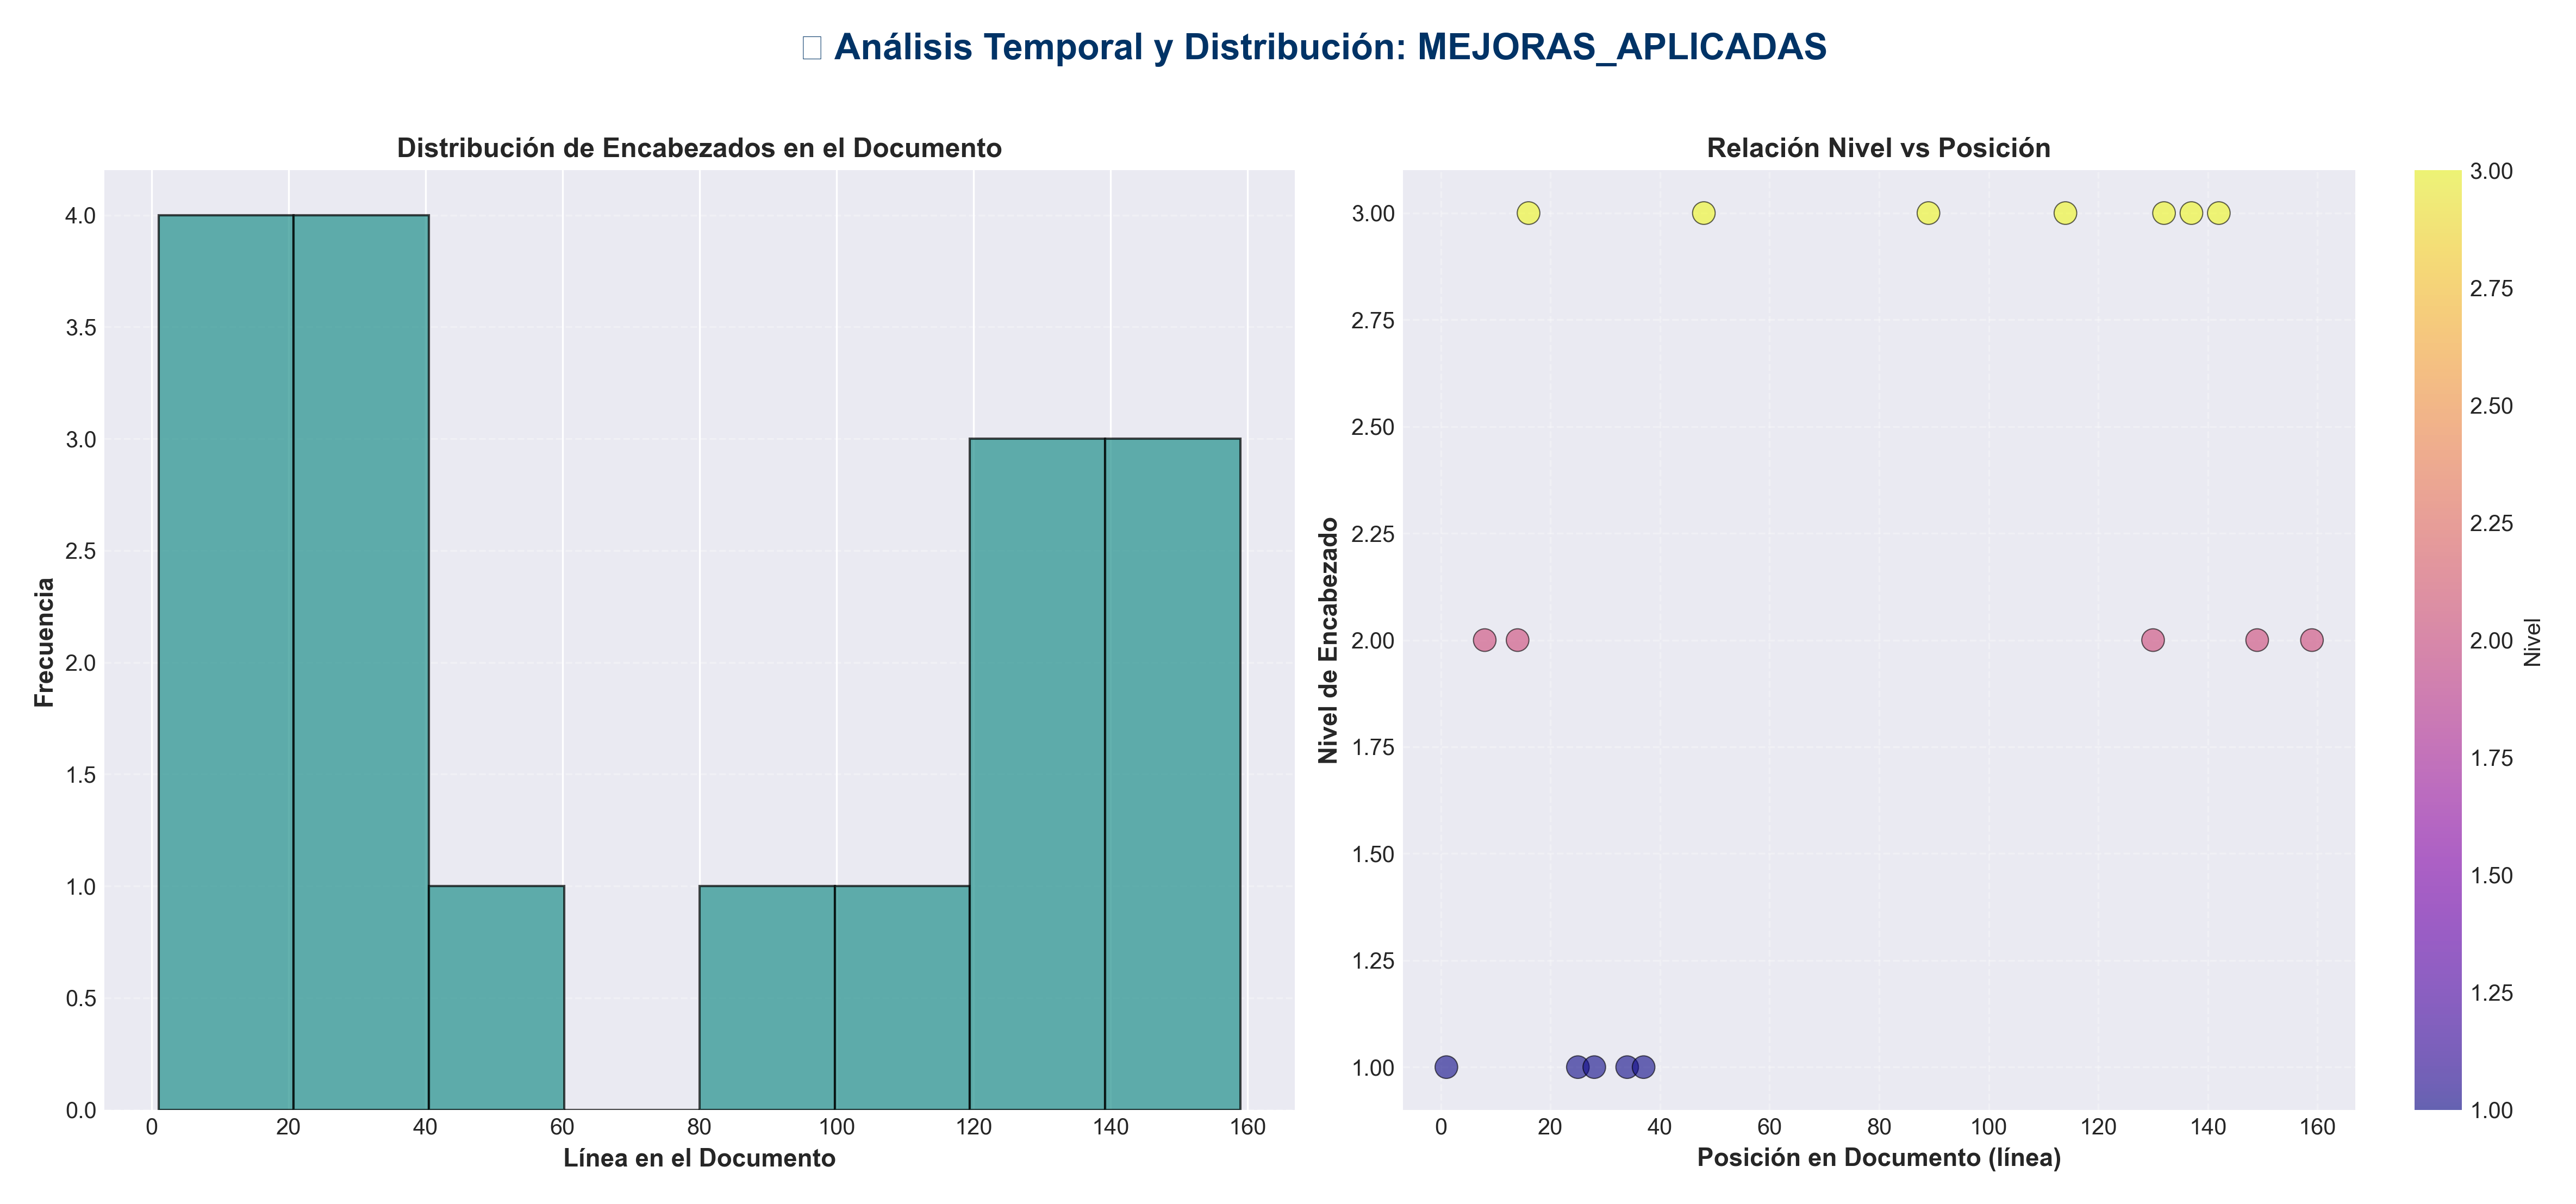 Análisis Temporal y Distribución: MEJORAS_APLICADAS
Distribución de Encabezados en el Documento
4.0
3.5
3.0
2.5
2.0
1.5
1.0
0.5
0.0
Frecuencia
0 20 40 60 80 100 120 140 160
Línea en el Documento
Relación Nivel vs Posición
3.00
2.75
2.50
2.25
2.00
1.75
1.50
1.25
1.00
Nivel de Encabezado
0 20 40 60 80 100 120 140 160
Posición en Documento (línea)
3.00
2.75
2.50
2.25
2.00
1.75
1.50
1.25
1.00
Nivel